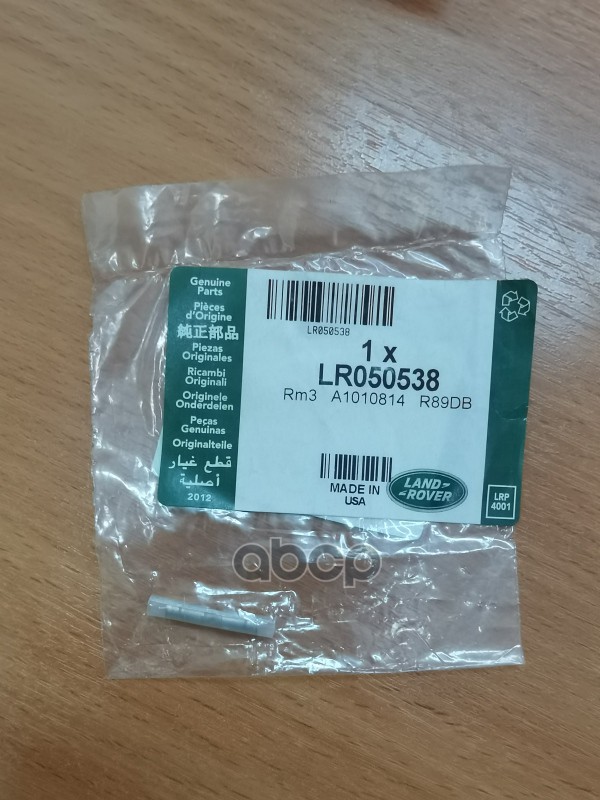 Genuine
Parts
Pièces
d'Origine
純正部品
Piezas
Originales
Ricambi
Originali
Originele
Onderdelen
Peças
Genuinas
Originalteile
قطع غيار
أصلية
2012
LR050538
1 x
LR050538
Rm3 A1010814 R89DB
MADE IN
USA
LAND
ROVER
LRP
4001
abcp